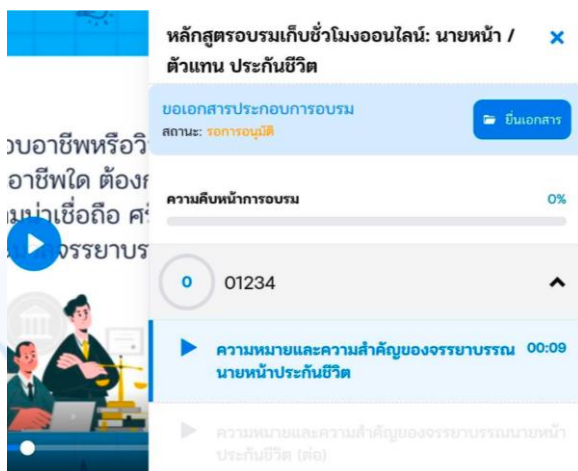 หลักสูตรอบรมเก็บชั่วโมงออนไลน์: นายหน้า /
ตัวแทน ประกันชีวิต
ขอเอกสารประกอบการอบรม
สถานะ: รอการอนุมัติ
ยื่นเอกสาร
ความคืบหน้าการอบรม 0%
0 01234
ความหมายและความสำคัญของจรรยาบรรณ 00:09
นายหน้าประกันชีวิต
ความหมายและความสำคัญของจรรยาบรรณนายหน้า
ประกันชีวิต (ต่อ)
อาชีพใด ต้อง